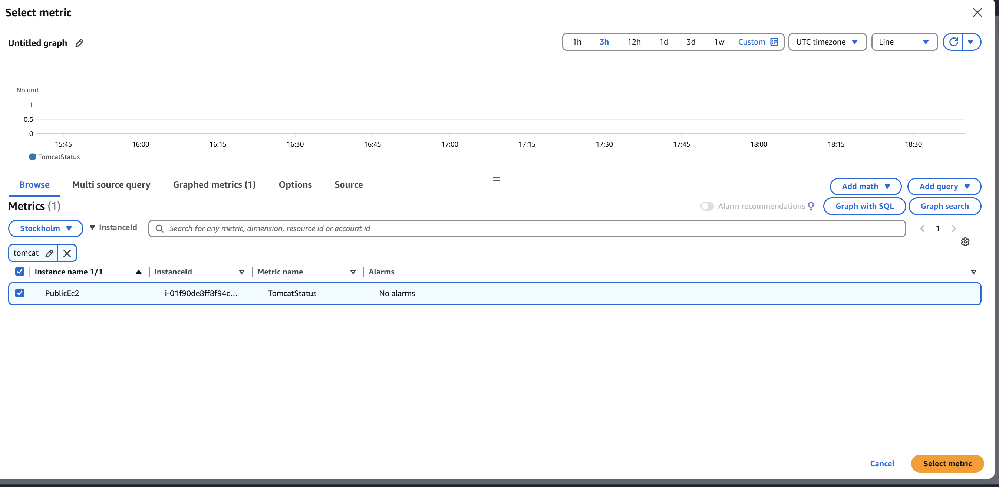 Select metric
Untitled graph
1h 3h 12h 1d 3d 1w Custom UTC timezone Line
No unit
1
0.5
0
15:45 16:00 16:15 16:30 16:45 17:00 17:15 17:30 17:45 18:00 18:15 18:30
TomcatStatus
Browse Multi source query Graphed metrics (1) Options Source Add math Add query
Metrics (1) Alarm recommendations Graph with SQL Graph search
Stockholm InstanceId Search for any metric, dimension, resource id or account id 1
tomcat
Instance name 1/1 InstanceId Metric name Alarms
PublicEc2 i-01f90de8ff8f94c... TomcatStatus No alarms
Cancel Select metric